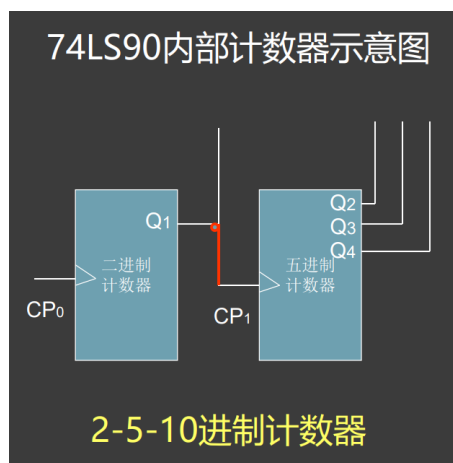 74LS90内部计数器示意图
Q1
二进制
计数器
CP0
Q2
Q3
Q4
五进制
计数器
CP1
2-5-10进制计数器